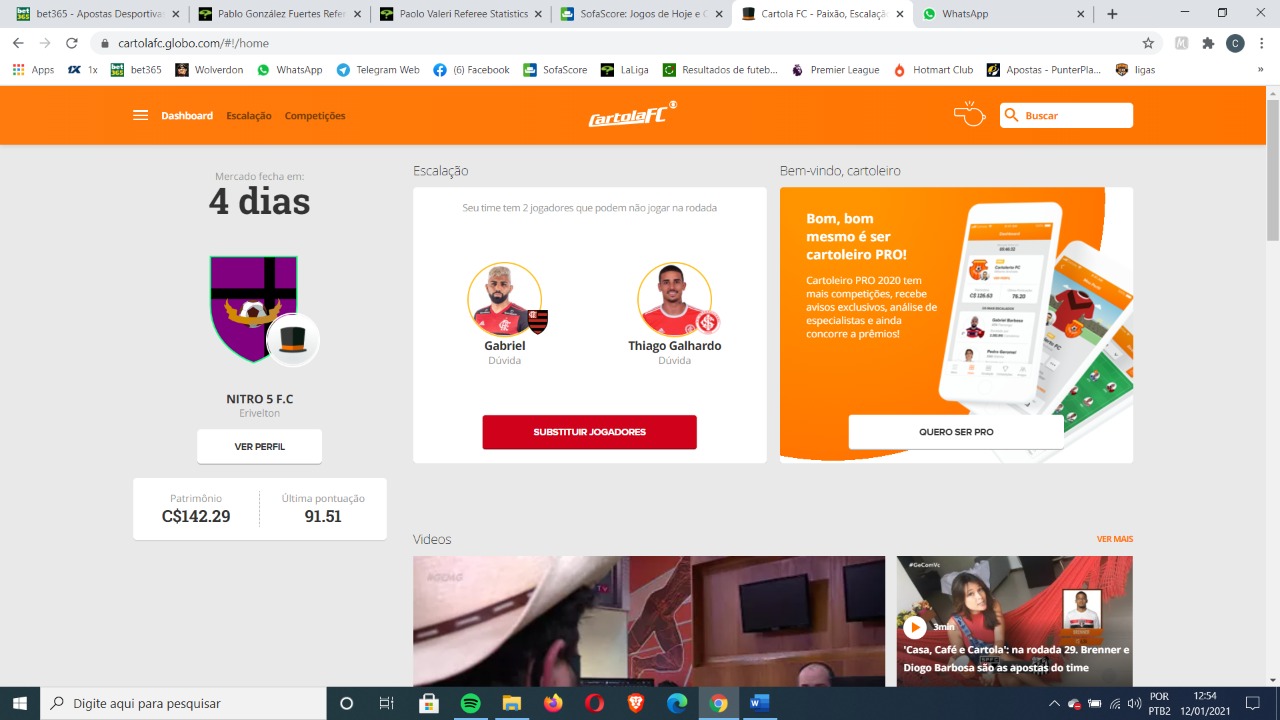 bet365 - Apostas Desportivas
Pablo González Fuertes Refer
Paolo Mazzoleni Statistics
SofaScore: Jogos de Hoje e
Cartola FC - Paixão, Escalação
WhatsApp
cartolafc.globo.com/#!/home
Apps
1x
bet365
Wolverdon
WhatsApp
Telegram Web
(6) Facebook
SofaScore
LaLiga
Resultados de futeb...
Premier League
Hotmart Club
Apostas - PunterPla...
ligas
Dashboard
Escalação
Competições
CartolaFC
Buscar
Mercado fecha em:
4 dias
NITRO 5 F.C
Erivelton
VER PERFIL
Patrimônio
C$142.29
Última pontuação
91.51
Escalação
Seu time tem 2 jogadores que podem não jogar na rodada
Gabriel
Dúvida
Thiago Galhardo
Dúvida
SUBSTITUIR JOGADORES
Bem-vindo, cartoleiro
Bom, bom
mesmo é ser
cartoleiro PRO!
Cartoleiro PRO 2020 tem
mais competições, recebe
avisos exclusivos, análise de
especialistas e ainda
concorre a prêmios!
QUERO SER PRO
Videos
VER MAIS
#GoComVc
3min
'Casa, Café e Cartola': na rodada 29. Brenner e
Diogo Barbosa são as apostas do time
Digite aqui para pesquisar
POR
PTB2
12:54
12/01/2021